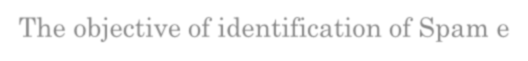 The objective of identification of Spam e